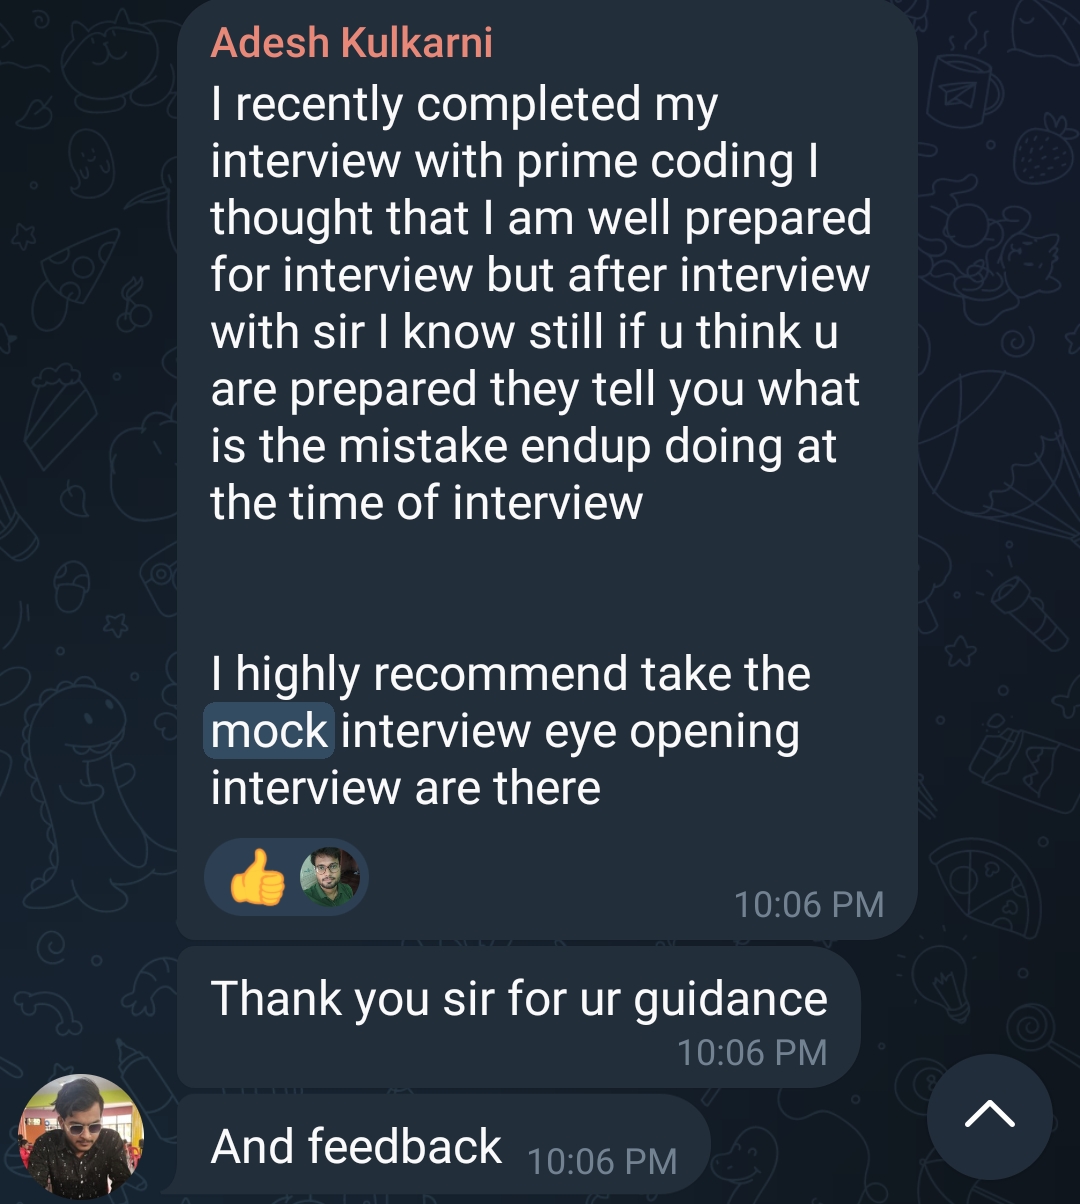 Adesh Kulkarni
I recently completed my
interview with prime coding I
thought that I am well prepared
for interview but after interview
with sir I know still if u think u
are prepared they tell you what
is the mistake endup doing at
the time of interview
I highly recommend take the
mock interview eye opening
interview are there
👍
10:06 PM
Thank you sir for ur guidance
10:06 PM
And feedback 10:06 PM